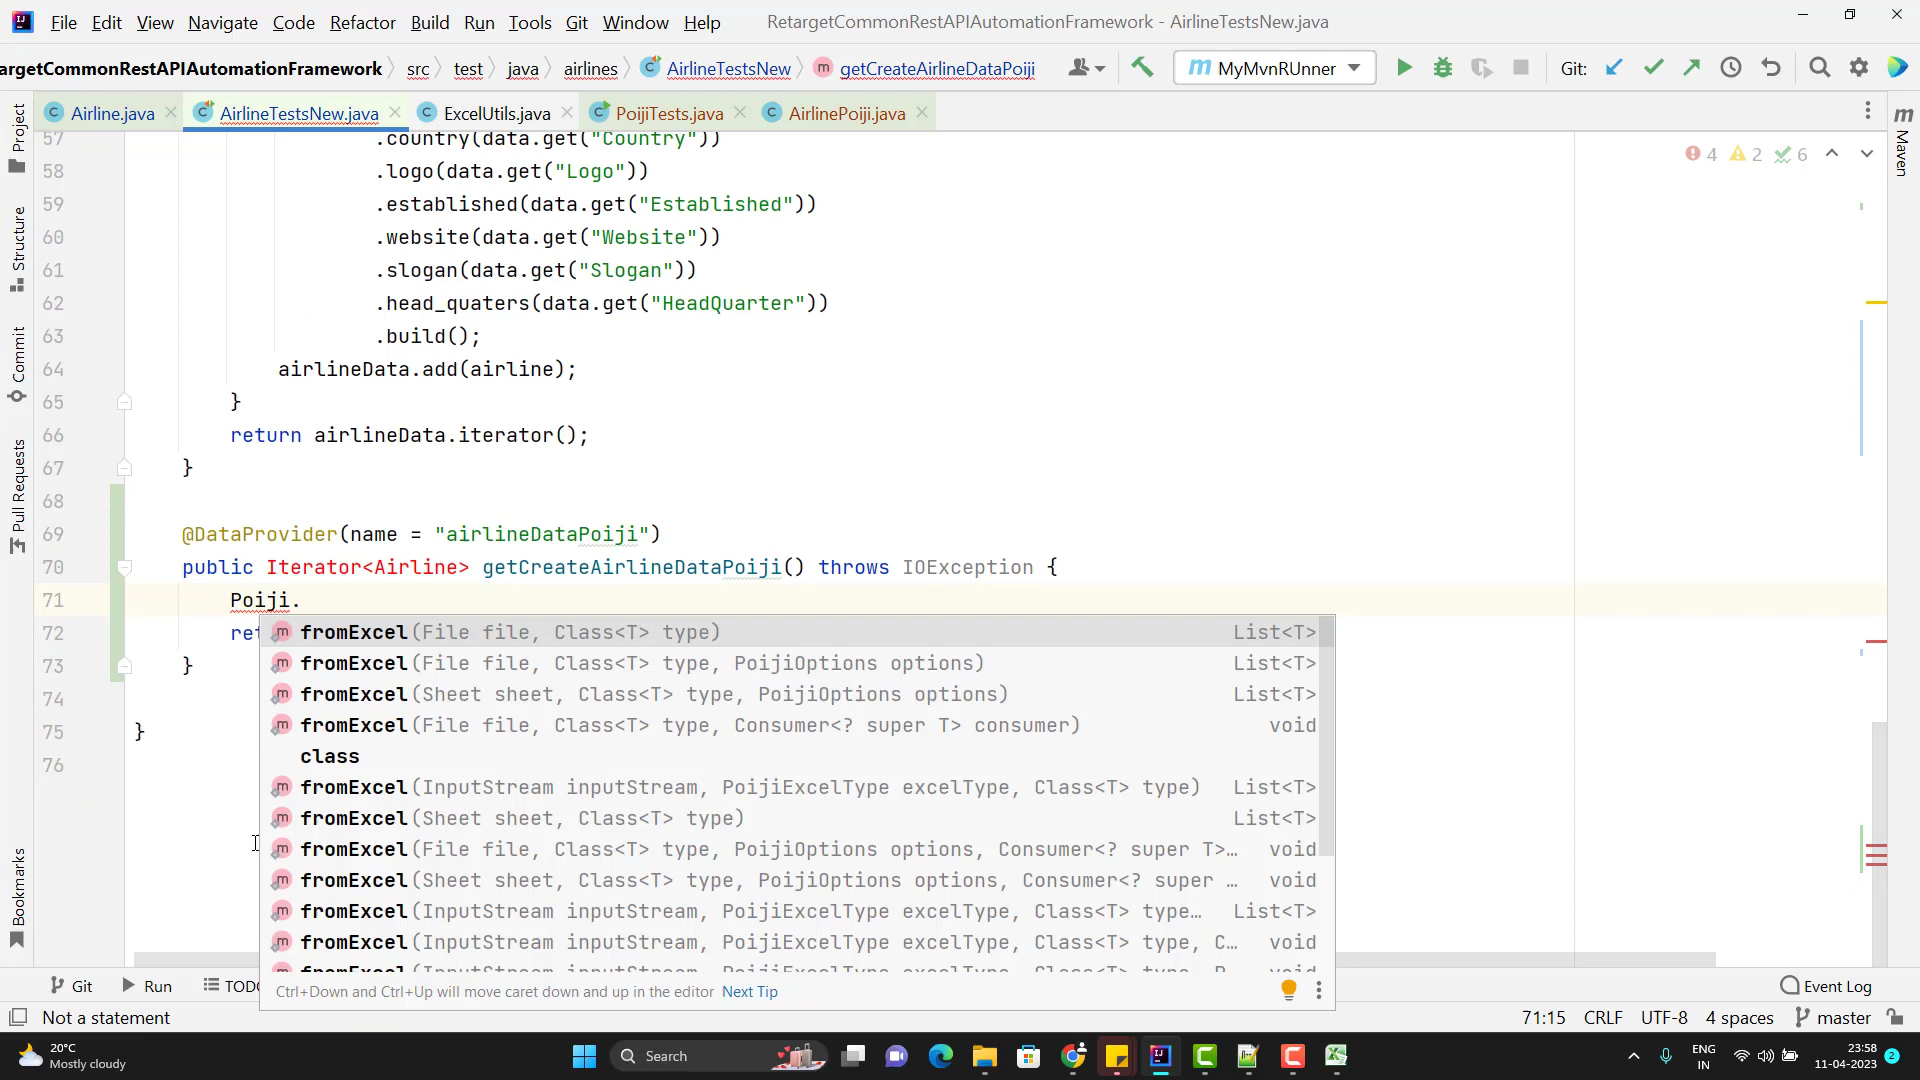 File Edit View Navigate Code Refactor Build Run Tools Git Window Help RetargetCommonRestAPIAutomationFramework - AirlineTestsNew.java
argetCommonRestAPIAutomationFramework src test java airlines AirlineTestsNew getCreateAirlineDataPoiji MyMvnRUnner Git:
Airline.java AirlineTestsNew.java ExcelUtils.java PoijiTests.java AirlinePoiji.java
Project
Structure
Commit
Pull Requests
Bookmarks
Maven
4 2 6
57 .country(data.get("Country"))
58 .logo(data.get("Logo"))
59 .established(data.get("Established"))
60 .website(data.get("Website"))
61 .slogan(data.get("Slogan"))
62 .head_quaters(data.get("HeadQuarter"))
63 .build();
64 airlineData.add(airline);
65 }
66 return airlineData.iterator();
67 }
68
69 @DataProvider(name = "airlineDataPoiji")
70 public Iterator<Airline> getCreateAirlineDataPoiji() throws IOException {
71 Poiji.
72 ret
73 }
74
75 }
76
fromExcel(File file, Class<T> type) List<T>
fromExcel(File file, Class<T> type, PoijiOptions options) List<T>
fromExcel(Sheet sheet, Class<T> type, PoijiOptions options) List<T>
fromExcel(File file, Class<T> type, Consumer<? super T> consumer) void
class
fromExcel(InputStream inputStream, PoijiExcelType excelType, Class<T> type) List<T>
fromExcel(Sheet sheet, Class<T> type) List<T>
fromExcel(File file, Class<T> type, PoijiOptions options, Consumer<? super T>… void
fromExcel(Sheet sheet, Class<T> type, PoijiOptions options, Consumer<? super … void
fromExcel(InputStream inputStream, PoijiExcelType excelType, Class<T> type… List<T>
fromExcel(InputStream inputStream, PoijiExcelType excelType, Class<T> type, C… void
Ctrl+Down and Ctrl+Up will move caret down and up in the editor Next Tip
Git Run TODO Event Log
Not a statement 71:15 CRLF UTF-8 4 spaces master
20°C
Mostly cloudy
Search
ENG
IN
23:58
11-04-2023
2